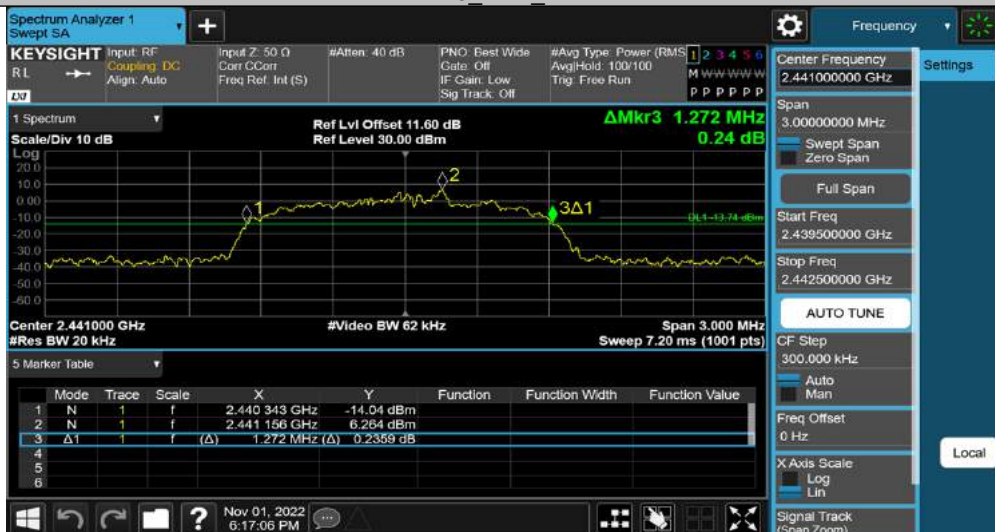 Spectrum Analyzer 1
Swept SA
+
Frequency
KEYSIGHT
RL
LXI
Input: RF
Coupling: DC
Align: Auto
Input Z: 50 Ω
Corr CCorr
Freq Ref: Int (S)
#Atten: 40 dB
PNO: Best Wide
Gate: Off
IF Gain: Low
Sig Track: Off
#Avg Type: Power (RMS
Avg|Hold: 100/100
Trig: Free Run
1 2 3 4 5 6
M W W W W W
P P P P P P
1 Spectrum
Scale/Div 10 dB
Ref Lvl Offset 11.60 dB
Ref Level 30.00 dBm
ΔMkr3 1.272 MHz
0.24 dB
Log
20.0
10.0
0.00
-10.0
-20.0
-30.0
-40.0
-50.0
-60.0
1
2
3Δ1
DL1 -13.74 dBm
Center 2.441000 GHz
#Video BW 62 kHz
Span 3.000 MHz
#Res BW 20 kHz
Sweep 7.20 ms (1001 pts)
5 Marker Table
Mode Trace Scale X Y Function Function Width Function Value
1 N 1 f 2.440 343 GHz -14.04 dBm
2 N 1 f 2.441 156 GHz 6.264 dBm
3 Δ1 1 f (Δ) 1.272 MHz (Δ) 0.2359 dB
4
5
6
?
Nov 01, 2022
6:17:06 PM
Center Frequency
2.441000000 GHz
Span
3.00000000 MHz
Swept Span
Zero Span
Full Span
Start Freq
2.439500000 GHz
Stop Freq
2.442500000 GHz
AUTO TUNE
CF Step
300.000 kHz
Auto
Man
Freq Offset
0 Hz
X Axis Scale
Log
Lin
Signal Track
(Span Zoom)
Settings
Local